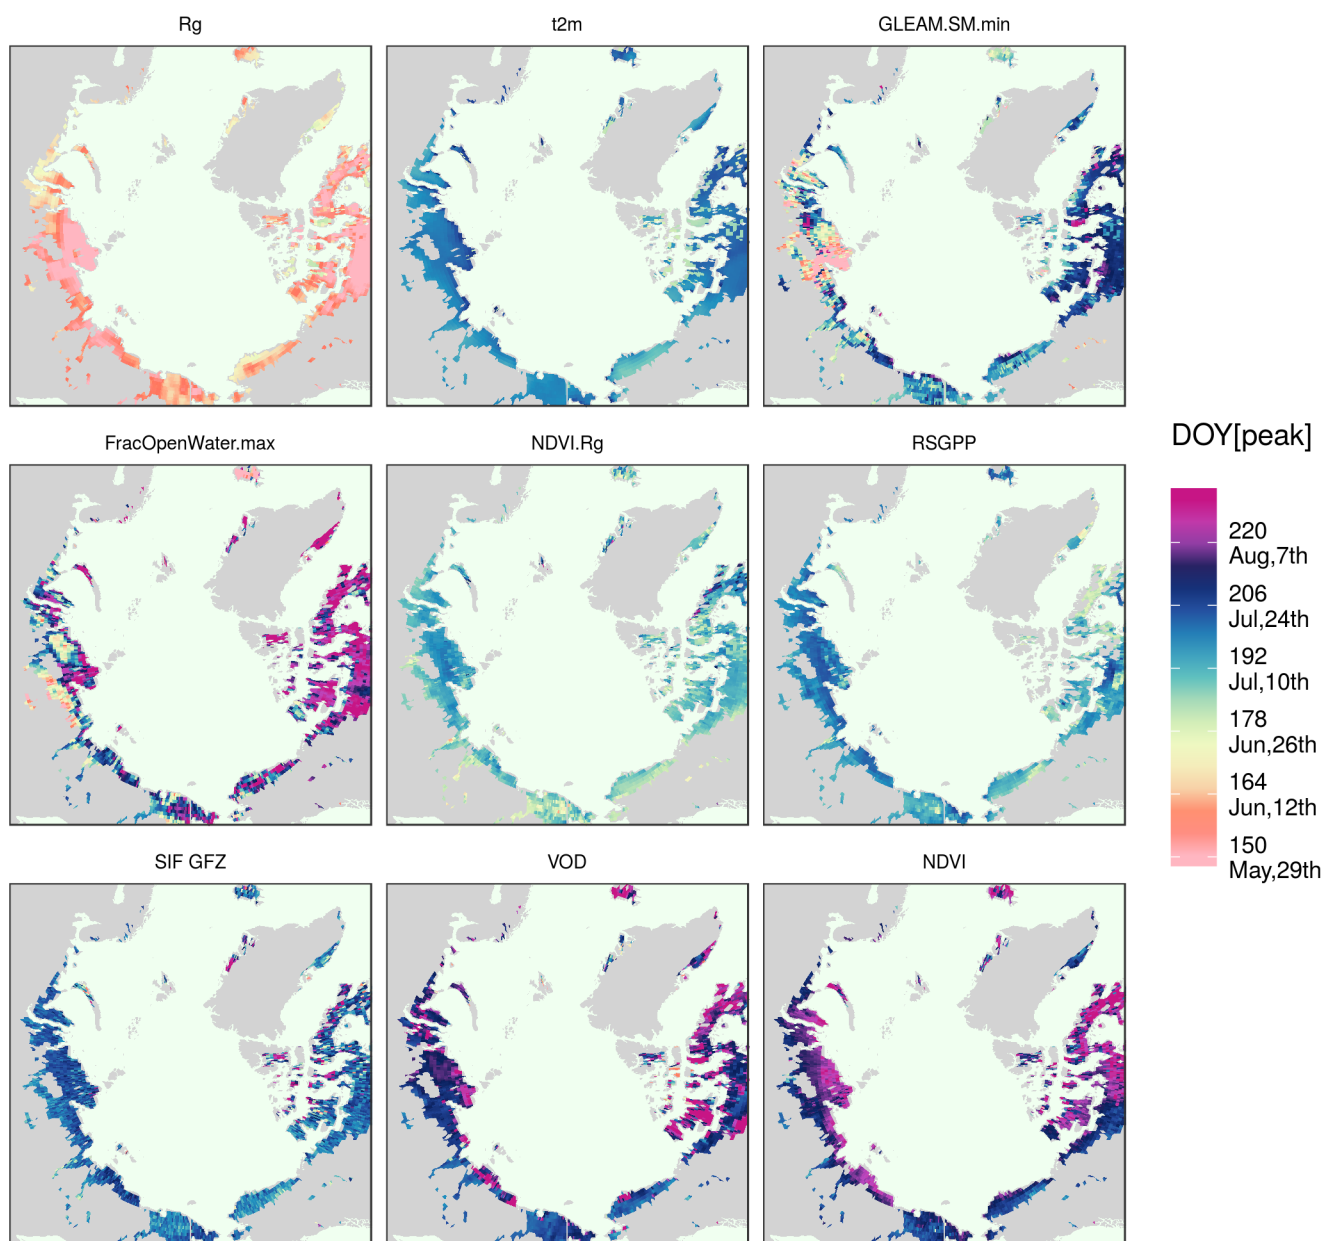 Rg
t2m
GLEAM.SM.min
FracOpenWater.max
NDVI.Rg
RSGPP
DOY[peak]
220
Aug,7th
206
Jul,24th
192
Jul,10th
178
Jun,26th
164
Jun,12th
150
May,29th
SIF GFZ
VOD
NDVI